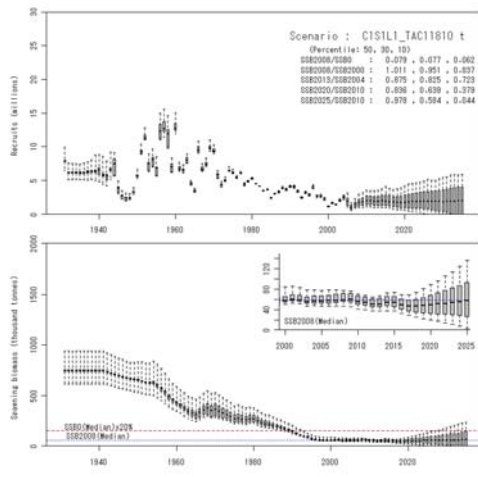 30
25
20
15
10
5
0
Recruits (millions)
Scenario : C1S1L1_TAC11810 t
(Percentile: 50, 30, 10)
SSB2008/SSB0 : 0.079 , 0.077 , 0.062
SSB2008/SSB2000 : 1.011 , 0.951 , 0.837
SSB2013/SSB2004 : 0.875 , 0.825 , 0.723
SSB2020/SSB2010 : 0.836 , 0.639 , 0.379
SSB2025/SSB2010 : 0.978 , 0.584 , 0.044
1940 1960 1980 2000 2020
2000
1500
1000
500
0
Spawning biomass (thousand tonnes)
120
80
40
0
SSB2008(Median)
2000 2005 2010 2015 2020 2025
SSB0(Median)x20%
SSB2008(Median)
1940 1960 1980 2000 2020